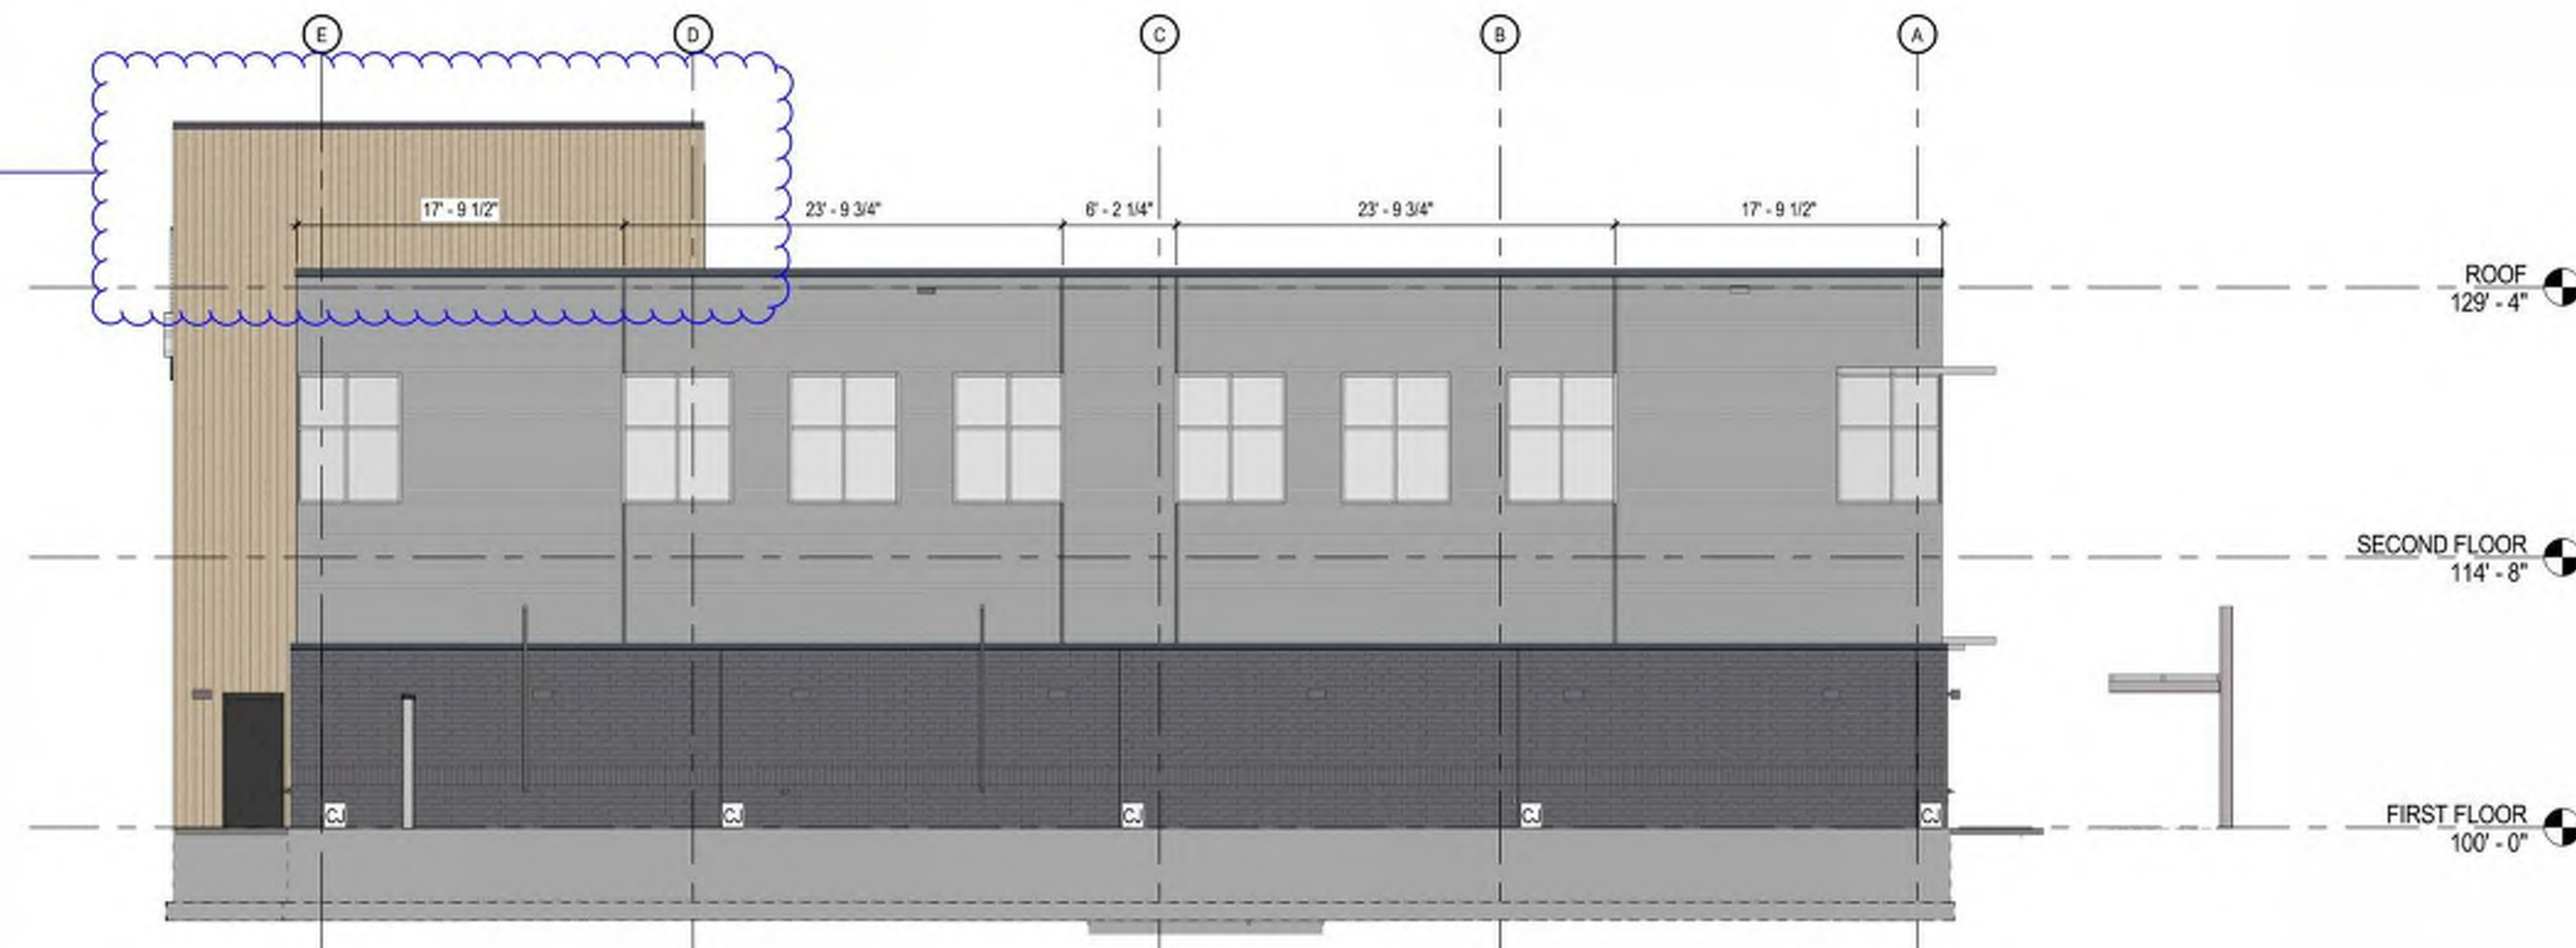 E D C B A
17' - 9 1/2" 23' - 9 3/4" 6' - 2 1/4" 23' - 9 3/4" 17' - 9 1/2"
ROOF
129' - 4"
SECOND FLOOR
114' - 8"
CJ CJ CJ CJ CJ
FIRST FLOOR
100' - 0"